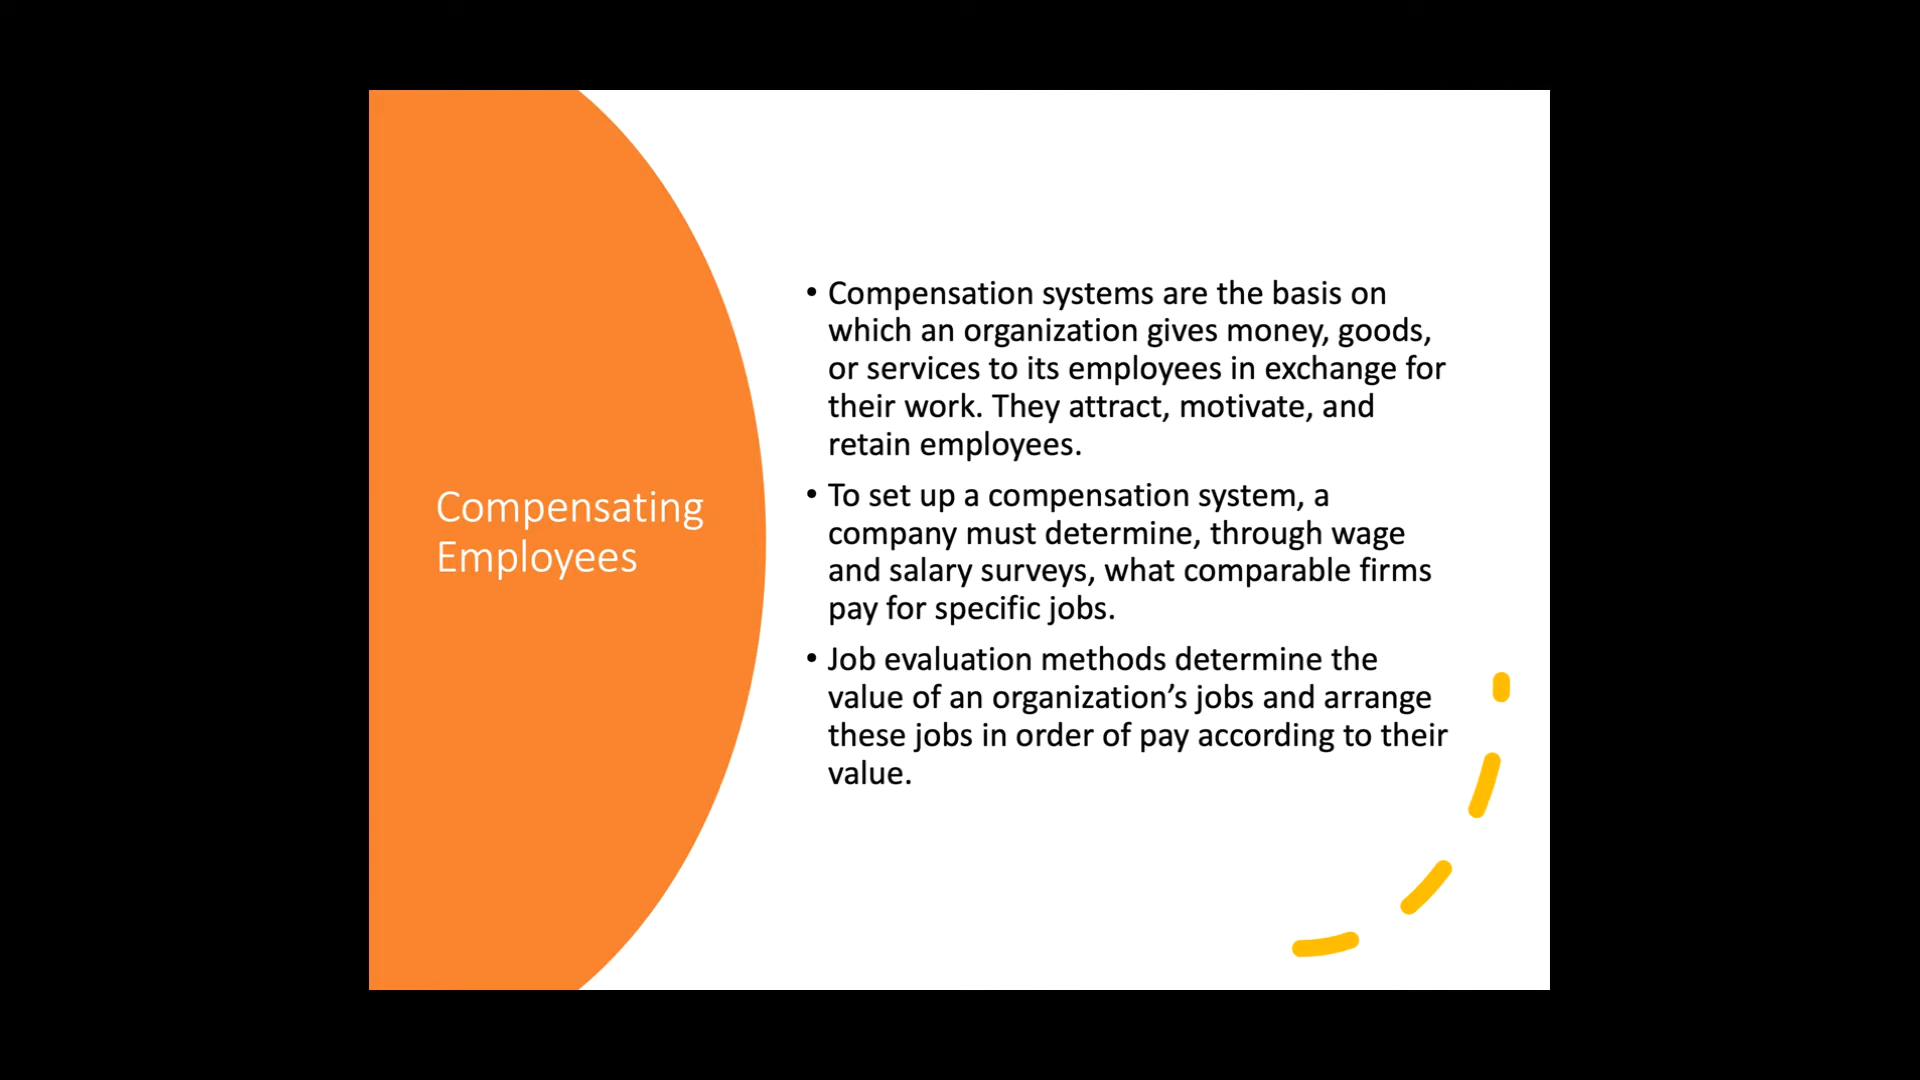 Compensating
Employees
• Compensation systems are the basis on
which an organization gives money, goods,
or services to its employees in exchange for
their work. They attract, motivate, and
retain employees.
• To set up a compensation system, a
company must determine, through wage
and salary surveys, what comparable firms
pay for specific jobs.
• Job evaluation methods determine the
value of an organization’s jobs and arrange
these jobs in order of pay according to their
value.